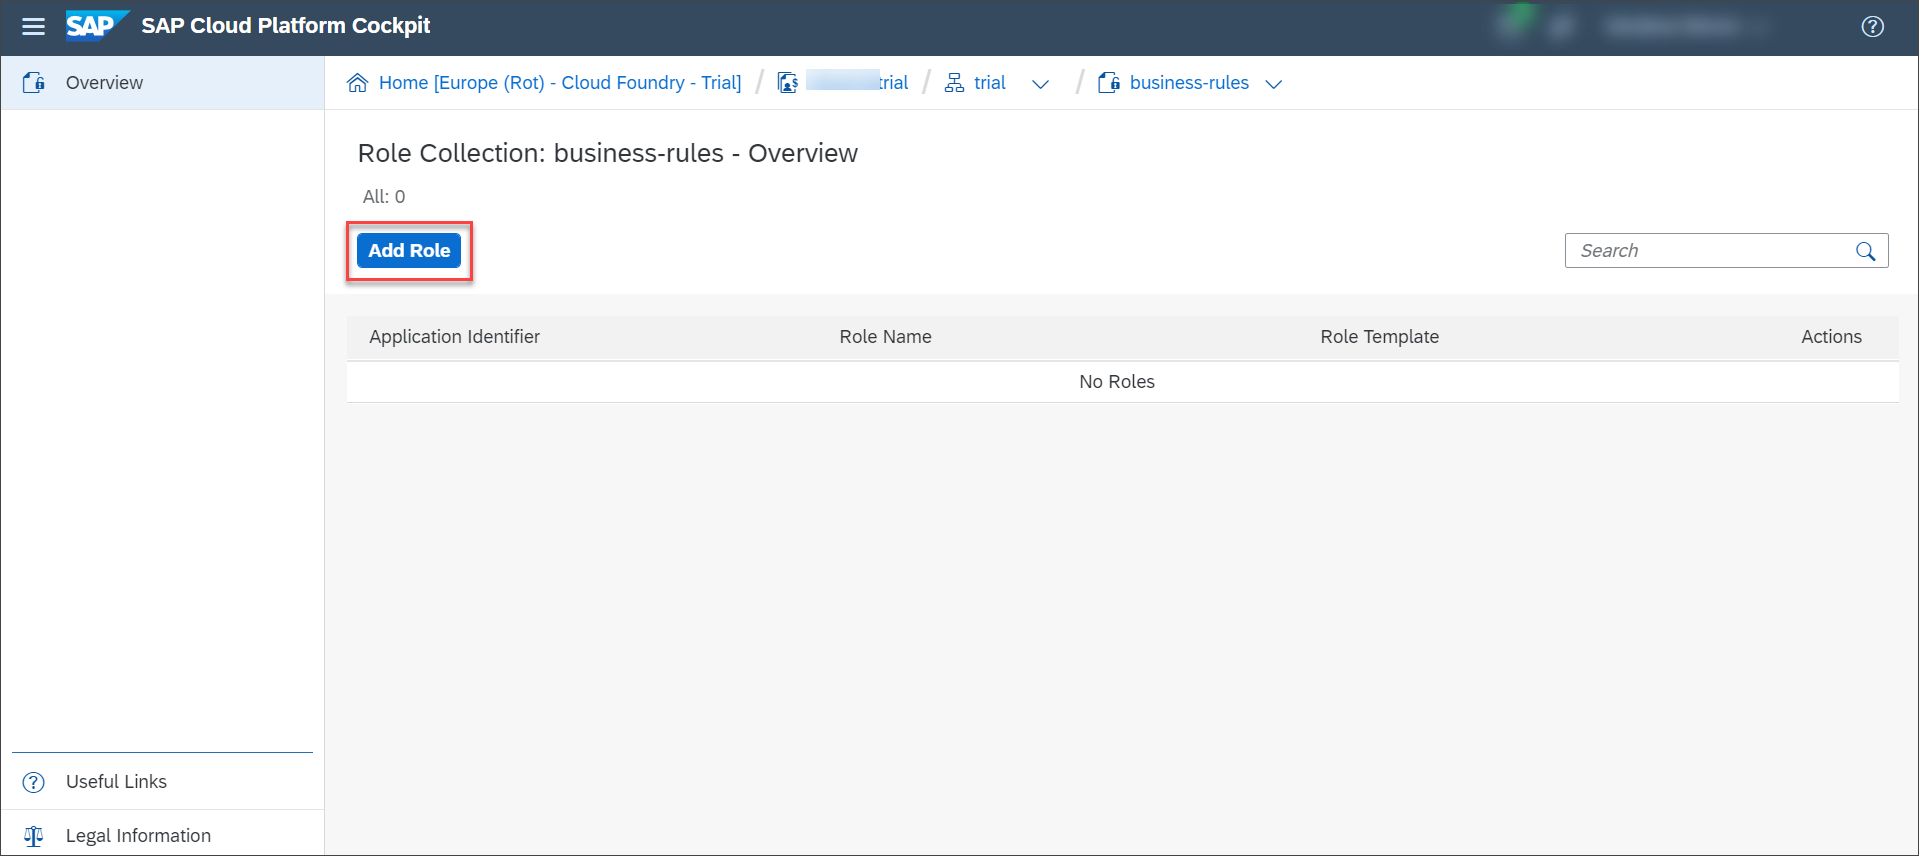 SAP SAP Cloud Platform Cockpit
Overview
Home [Europe (Rot) - Cloud Foundry - Trial] / trial / trial / business-rules
Role Collection: business-rules - Overview
All: 0
Add Role
Search
Application Identifier Role Name Role Template Actions
No Roles
Useful Links
Legal Information